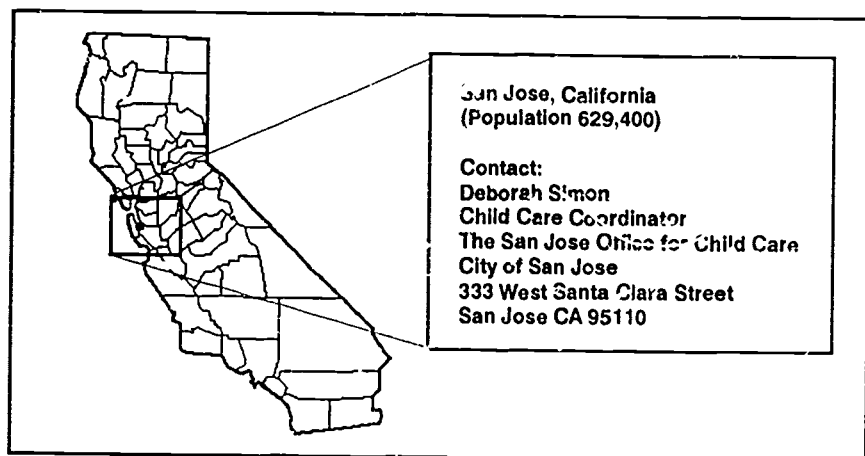 San Jose, California
(Population 629,400)
Contact:
Deborah Simon
Child Care Coordinator
The San Jose Office for Child Care
City of San Jose
333 West Santa Clara Street
San Jose CA 95110